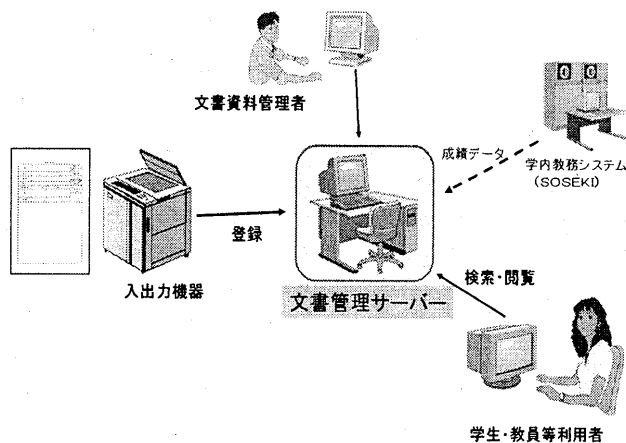 文書資料管理者
成績データ
学内教務システム
(SOSEKI)
登録
入出力機器
文書管理サーバー
検索・閲覧
学生・教員等利用者